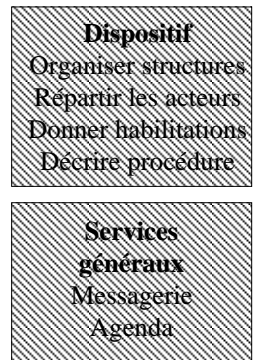 Dispositif
Organiser structures
Répartir les acteurs
Donner habilitations
Décrire procédure
Services
généraux
Messagerie
Agenda